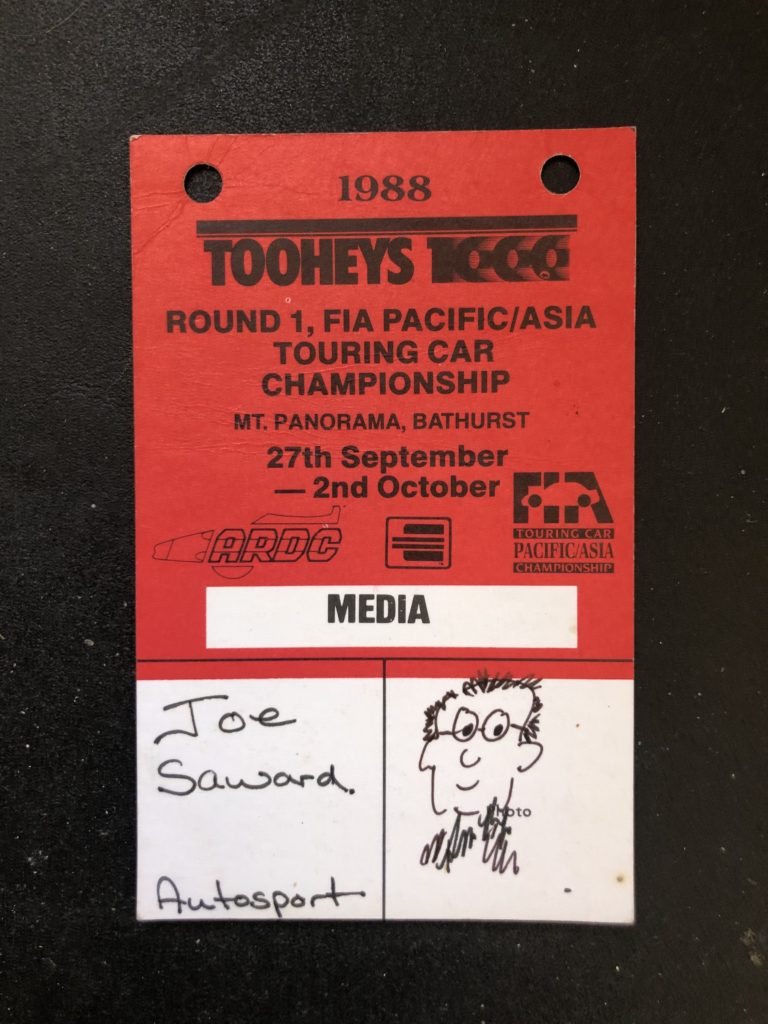 1988
TOOHEYS 1000
ROUND 1, FIA PACIFIC/ASIA
TOURING CAR
CHAMPIONSHIP
MT. PANORAMA, BATHURST
27th September
— 2nd October
ARDC
FIA
TOURING CAR
PACIFIC/ASIA
CHAMPIONSHIP
MEDIA
Joe
Saward.
Photo
Autosport